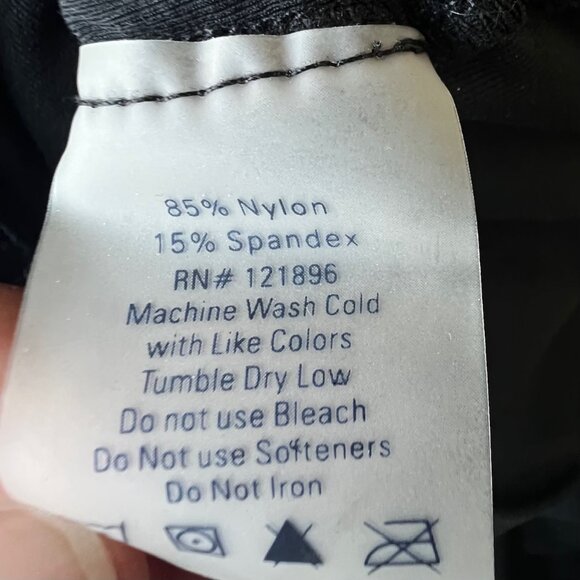 85% Nylon
15% Spandex
RN# 121896
Machine Wash Cold
with Like Colors
Tumble Dry Low
Do not use Bleach
Do Not use Softeners
Do Not Iron